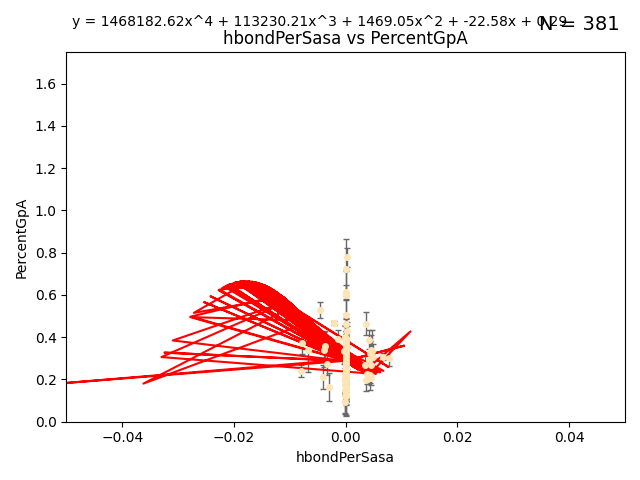 y = 1468182.62x^4 + 113230.21x^3 + 1469.05x^2 + -22.58x + 0.29
N = 381
hbondPerSasa vs PercentGpA
1.6
1.4
1.2
1.0
0.8
0.6
0.4
0.2
0.0
PercentGpA
−0.04 −0.02 0.00 0.02 0.04
hbondPerSasa